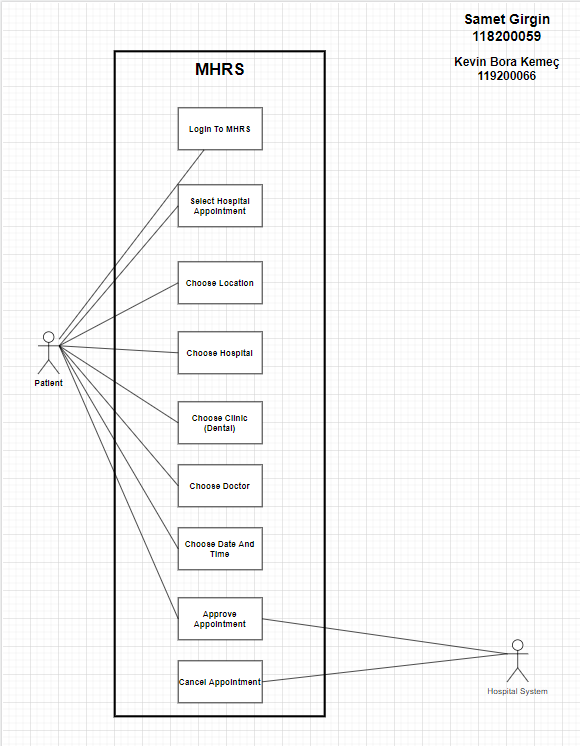 Samet Girgin
118200059
Kevin Bora Kemeç
119200066
MHRS
Login To MHRS
Select Hospital
Appointment
Choose Location
Choose Hospital
Patient
Choose Clinic
(Dental)
Choose Doctor
Choose Date And
Time
Approve
Appointment
Cancel Appointment
Hospital System